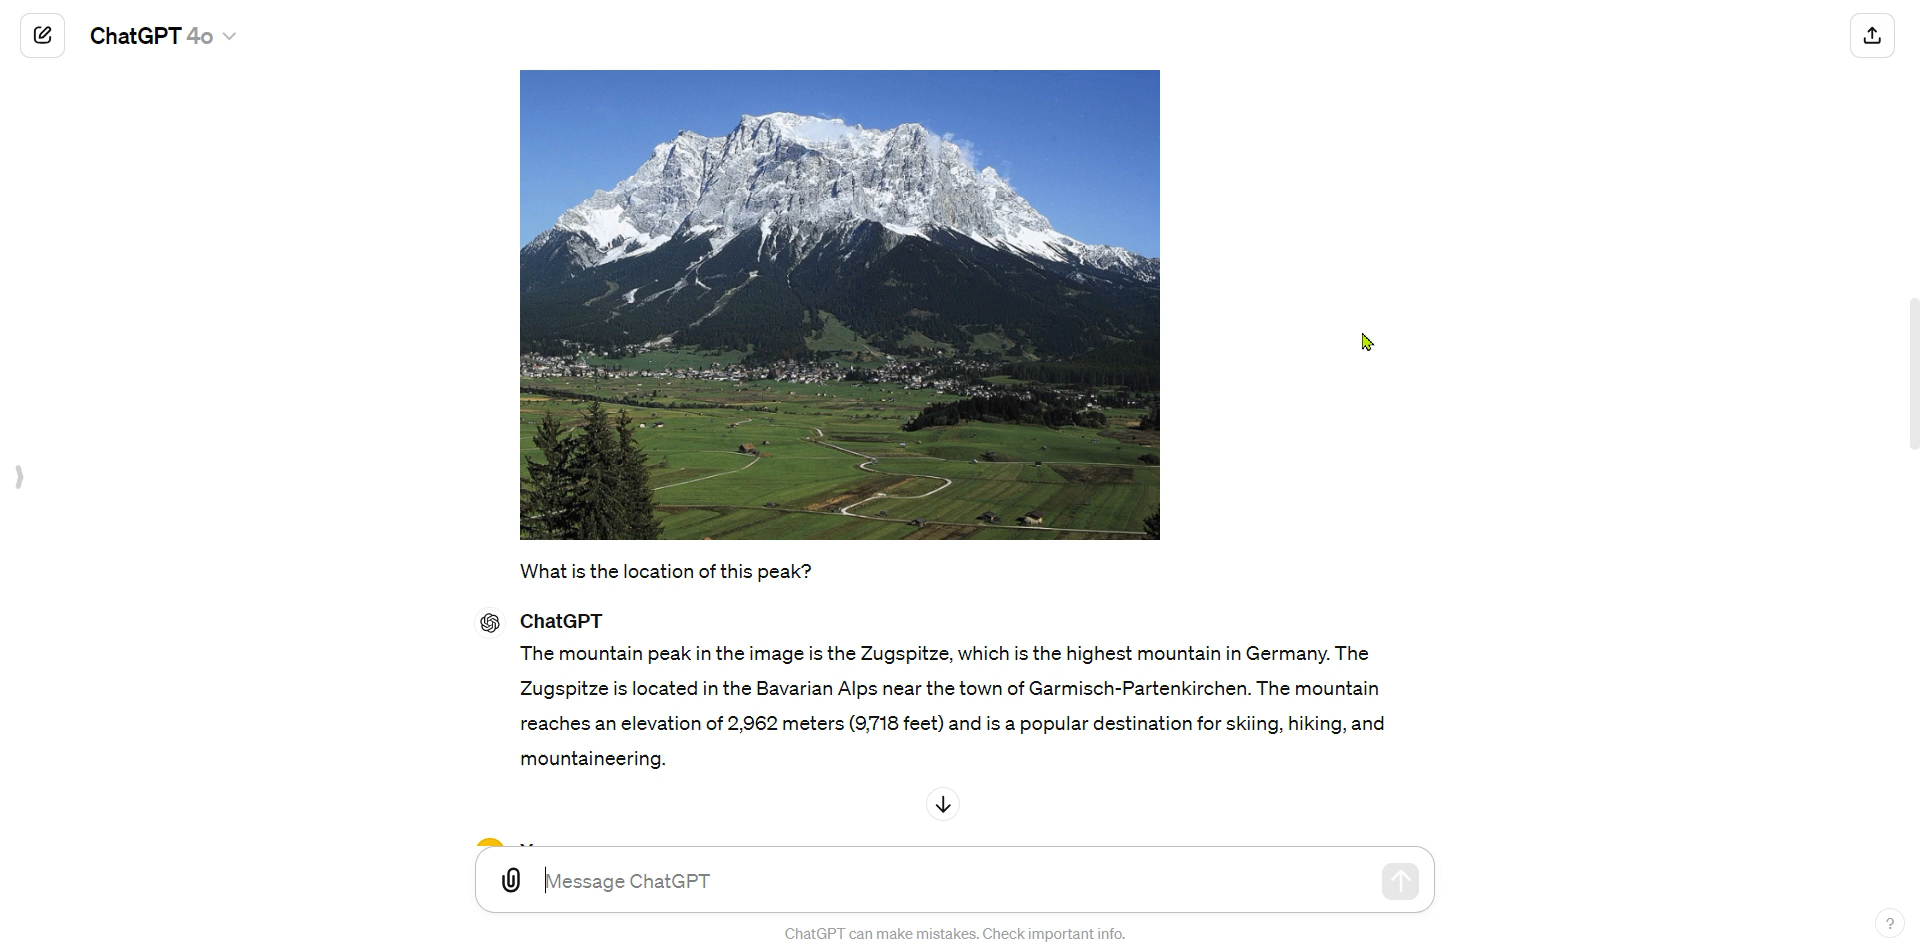 ChatGPT 4o
What is the location of this peak?
ChatGPT
The mountain peak in the image is the Zugspitze, which is the highest mountain in Germany. The
Zugspitze is located in the Bavarian Alps near the town of Garmisch-Partenkirchen. The mountain
reaches an elevation of 2,962 meters (9,718 feet) and is a popular destination for skiing, hiking, and
mountaineering.
Message ChatGPT
ChatGPT can make mistakes. Check important info.
?